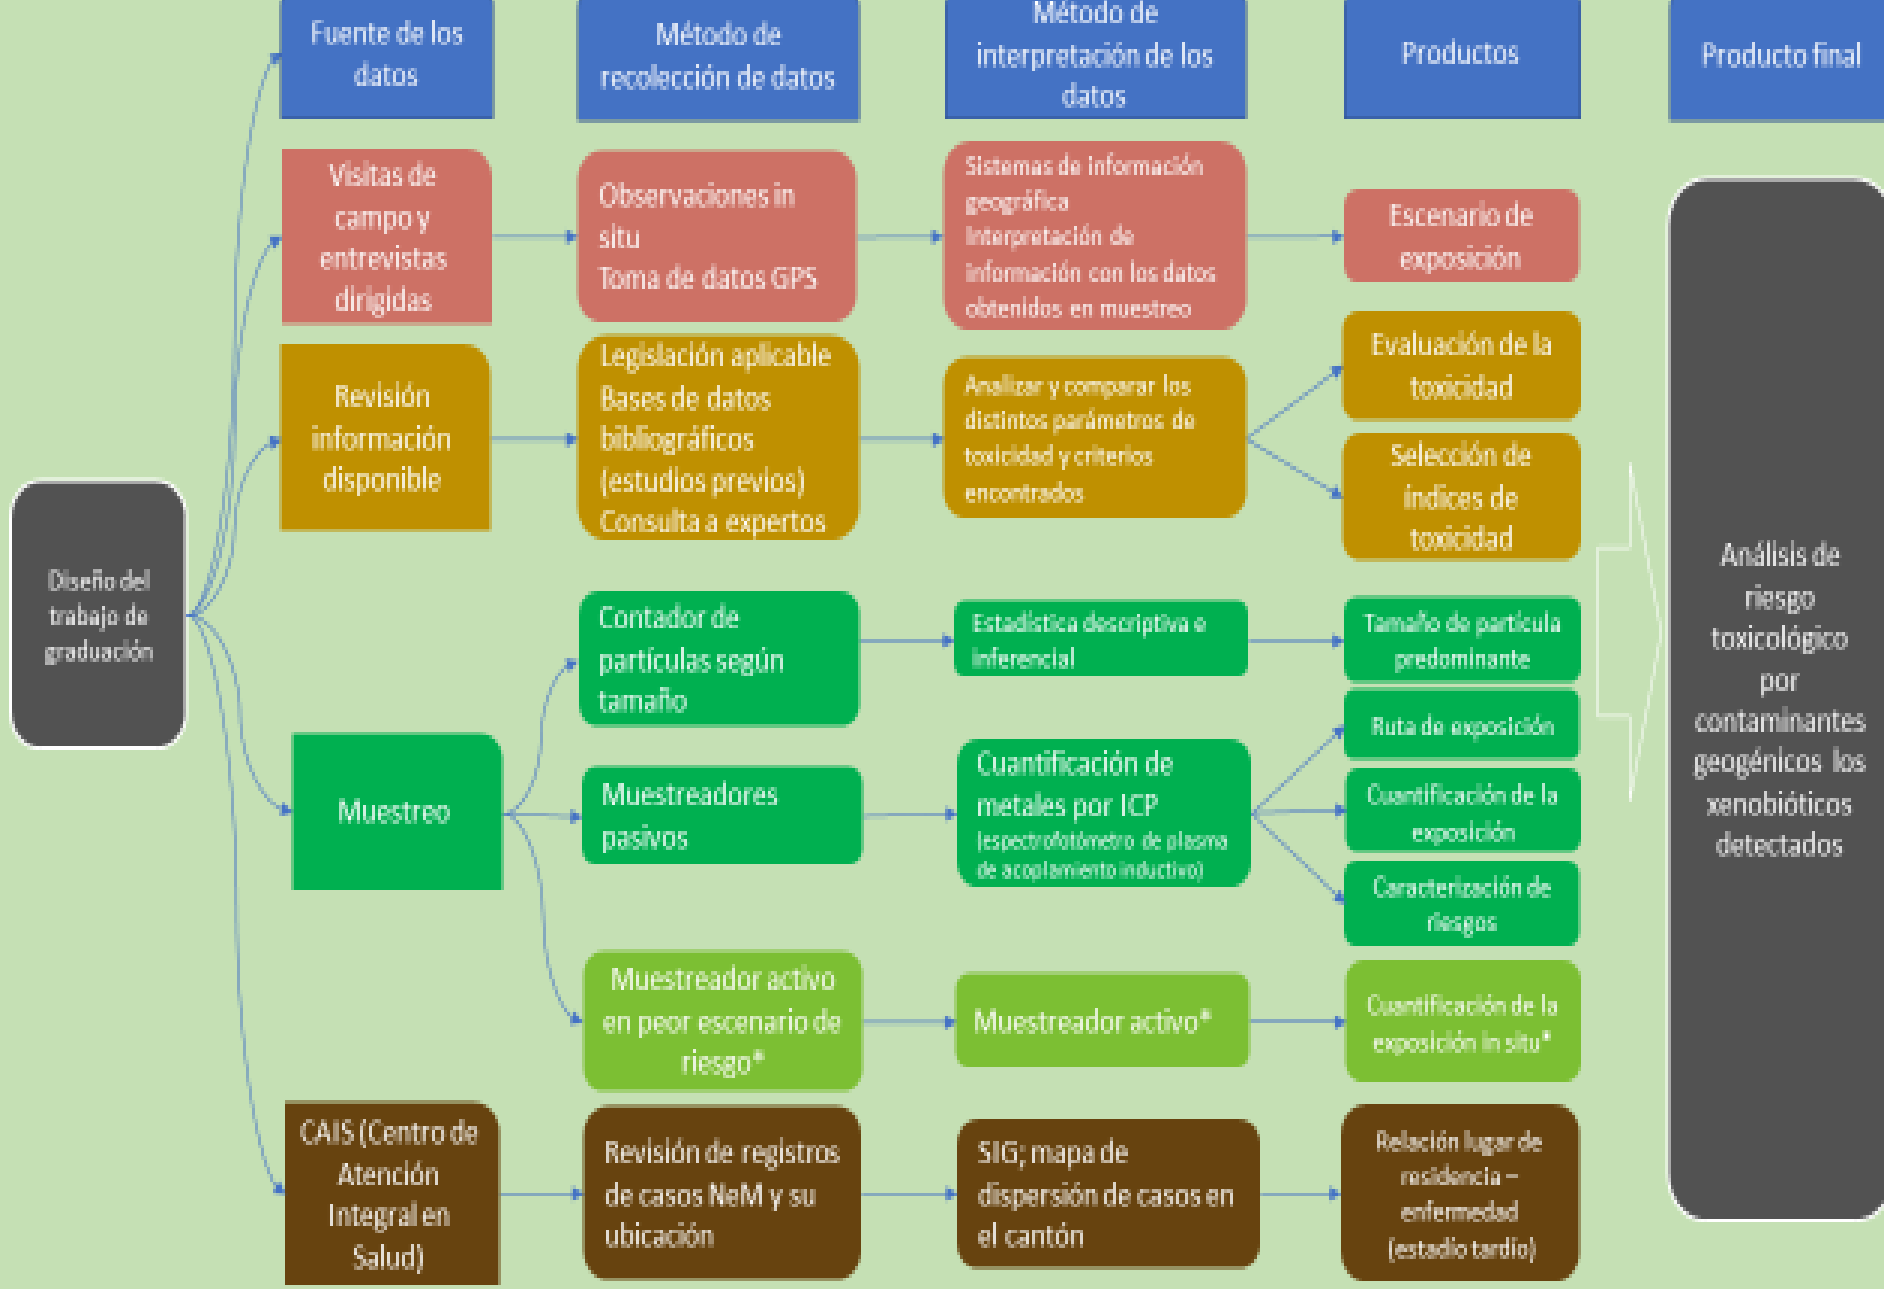 Fuente de los
datos
Método de
recolección de datos
Método de
interpretación de los
datos
Productos
Producto final
Visitas de
campo y
entrevistas
dirigidas
Observaciones in
situ
Toma de datos GPS
Sistemas de información
geográfica
Interpretación de
información con los datos
obtenidos en muestreo
Escenario de
exposición
Revisión
información
disponible
Legislación aplicable
Bases de datos
bibliográficos
(estudios previos)
Consulta a expertos
Analizar y comparar los
distintos parámetros de
toxicidad y criterios
encontrados
Evaluación de la
toxicidad
Selección de
índices de
toxicidad
Diseño del
trabajo de
graduación
Muestreo
Contador de
partículas según
tamaño
Estadística descriptiva e
inferencial
Tamaño de partícula
predominante
Muestreadores
pasivos
Cuantificación de
metales por ICP
(espectrofotómetro de plasma
de acoplamiento inductivo)
Ruta de exposición
Cuantificación de la
exposición
Caracterización de
riesgos
Muestreador activo
en peor escenario de
riesgo*
Muestreador activo*
Cuantificación de la
exposición in situ*
CAIS (Centro de
Atención
Integral en
Salud)
Revisión de registros
de casos NeM y su
ubicación
SIG; mapa de
dispersión de casos en
el cantón
Relación lugar de
residencia –
enfermedad
(estadio tardío)
Análisis de
riesgo
toxicológico
por
contaminantes
geogénicos los
xenobióticos
detectados